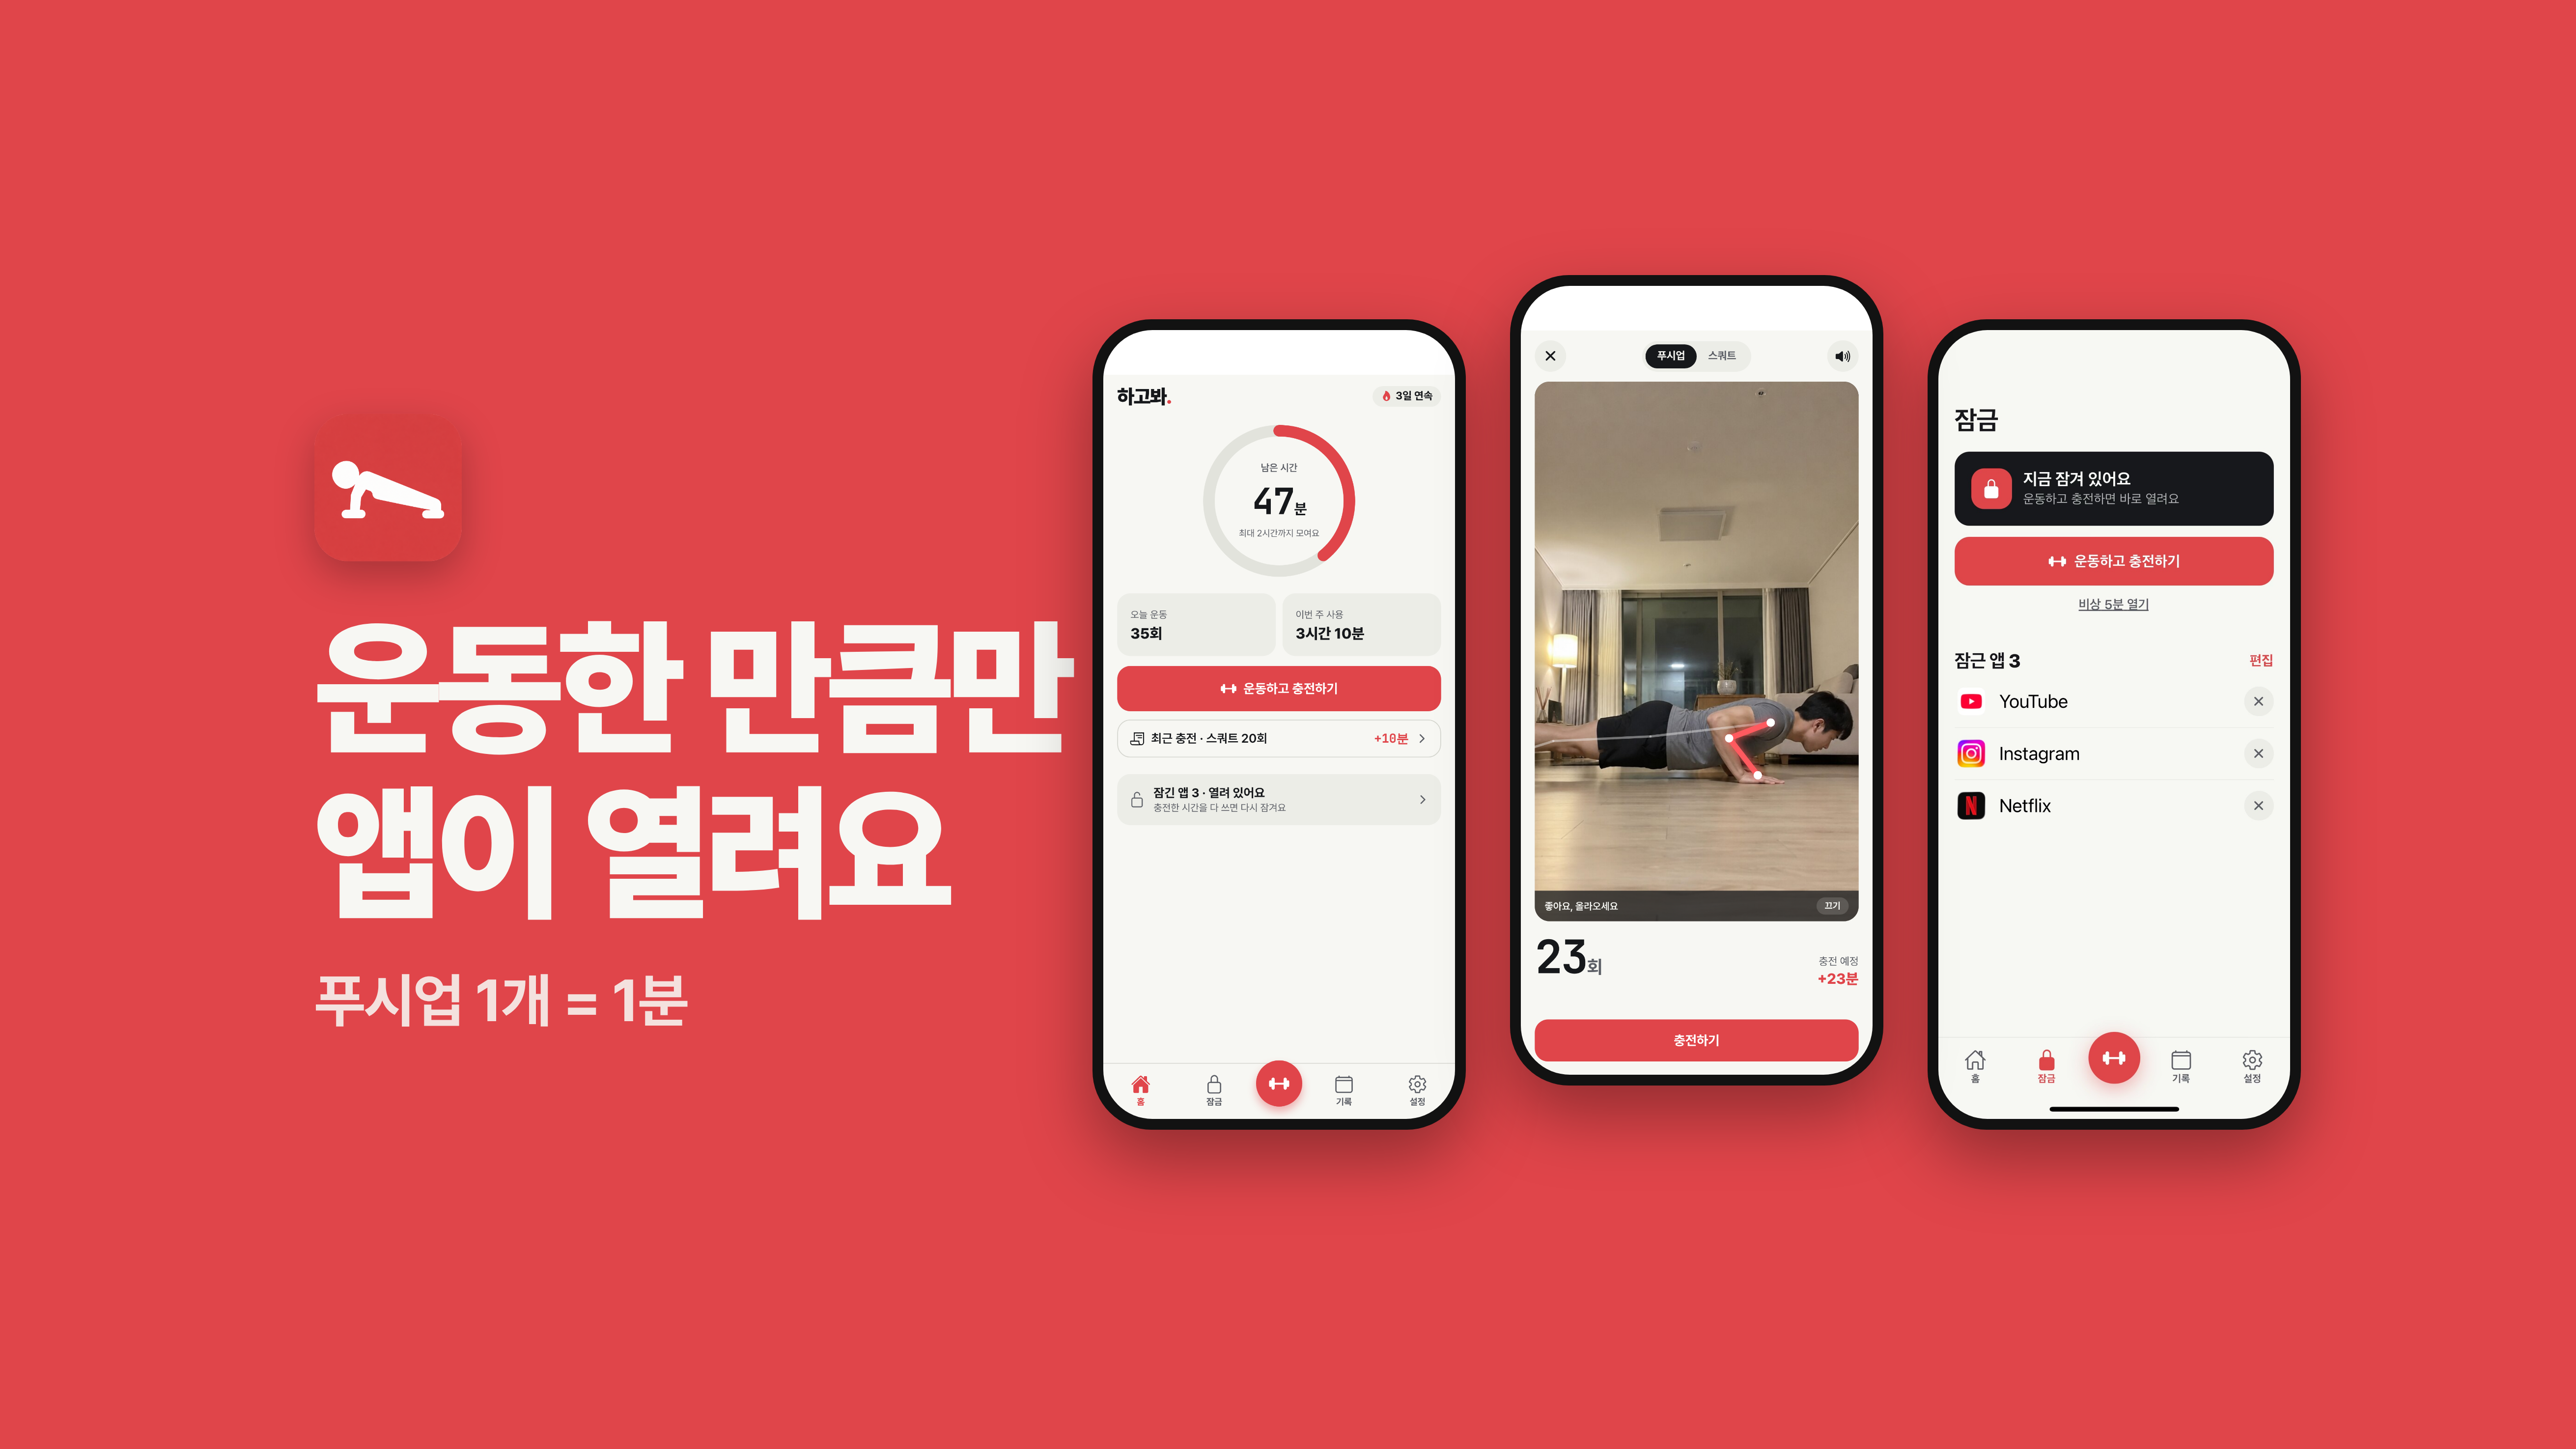 운동한 만큼만
앱이 열려요
푸시업 1개 = 1분
하고봐.
3일 연속
남은 시간
47분
최대 2시간까지 모여요
오늘 운동
35회
이번 주 사용
3시간 10분
운동하고 충전하기
최근 충전 · 스쿼트 20회
+10분
잠긴 앱 3 · 열려 있어요
충전한 시간을 다 쓰면 다시 잠겨요
홈
잠금
기록
설정
푸시업
스쿼트
좋아요, 올라오세요
끄기
23회
충전 예정
+23분
충전하기
잠금
지금 잠겨 있어요
운동하고 충전하면 바로 열려요
운동하고 충전하기
비상 5분 열기
잠근 앱 3
편집
YouTube
Instagram
Netflix
홈
잠금
기록
설정